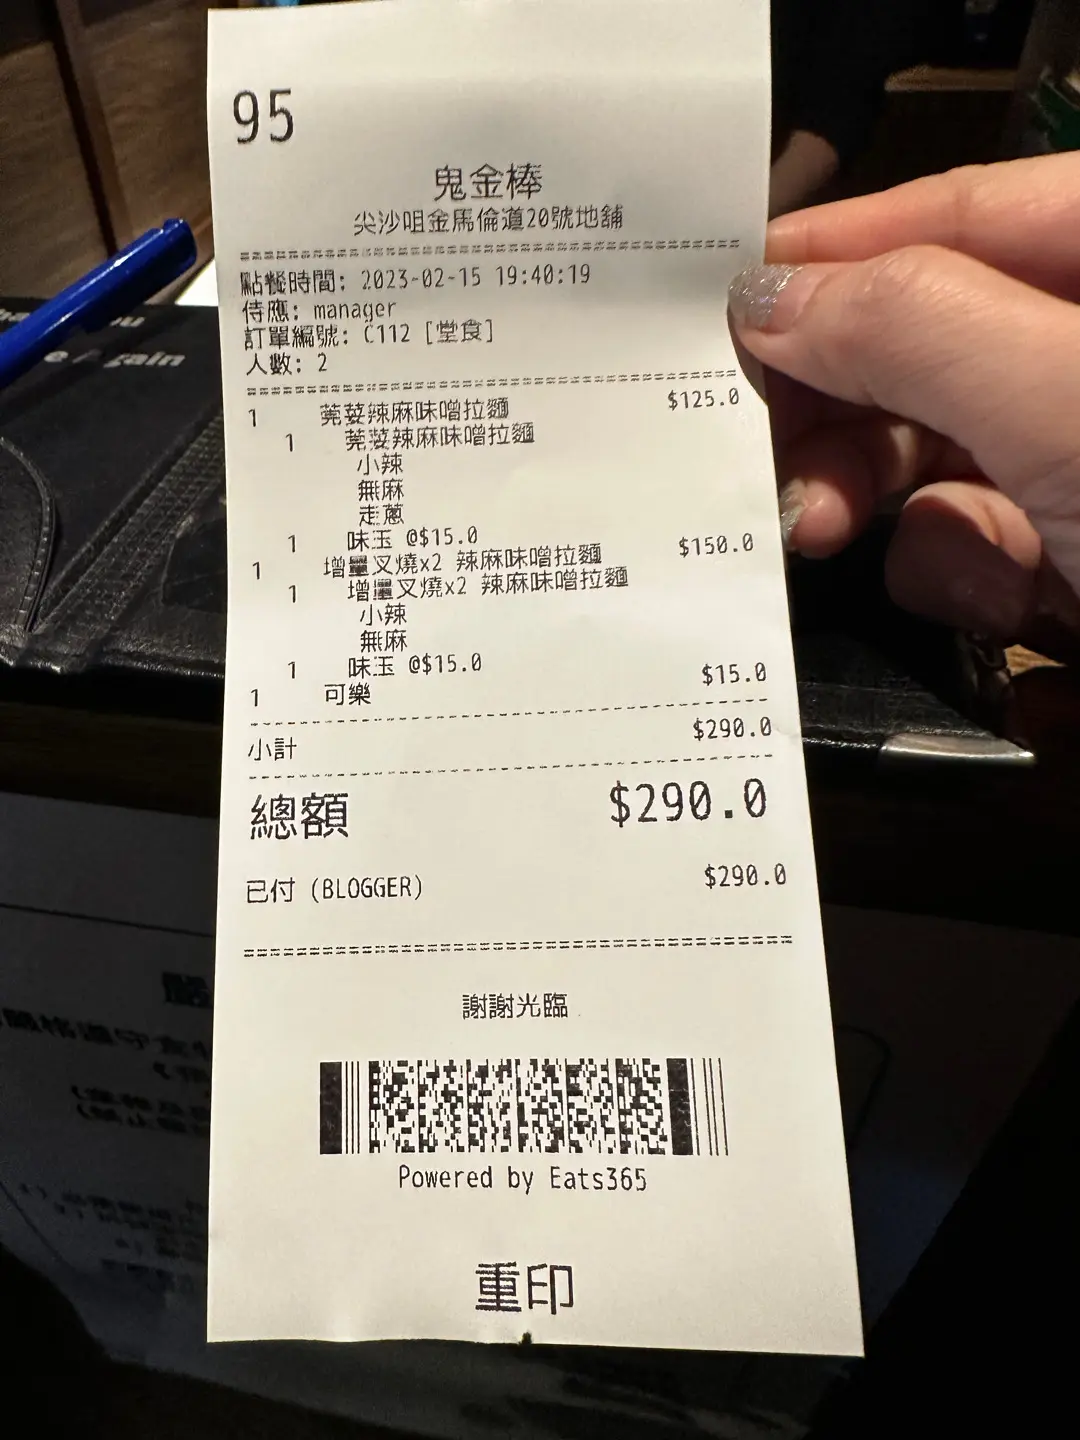 95
鬼金棒
尖沙咀金馬倫道20號地舖
點餐時間: 2023-02-15 19:40:19
侍應: manager
訂單編號: C112 [堂食]
人數: 2
1 芫荽辣麻味噌拉麵 $125.0
1 芫荽辣麻味噌拉麵
小辣
無麻
走蔥
1 味玉 @$15.0
1 增量叉燒x2 辣麻味噌拉麵 $150.0
1 增量叉燒x2 辣麻味噌拉麵
小辣
無麻
1 味玉 @$15.0
1 可樂 $15.0
小計 $290.0
總額 $290.0
已付 (BLOGGER) $290.0
謝謝光臨
Powered by Eats365
重印
Again